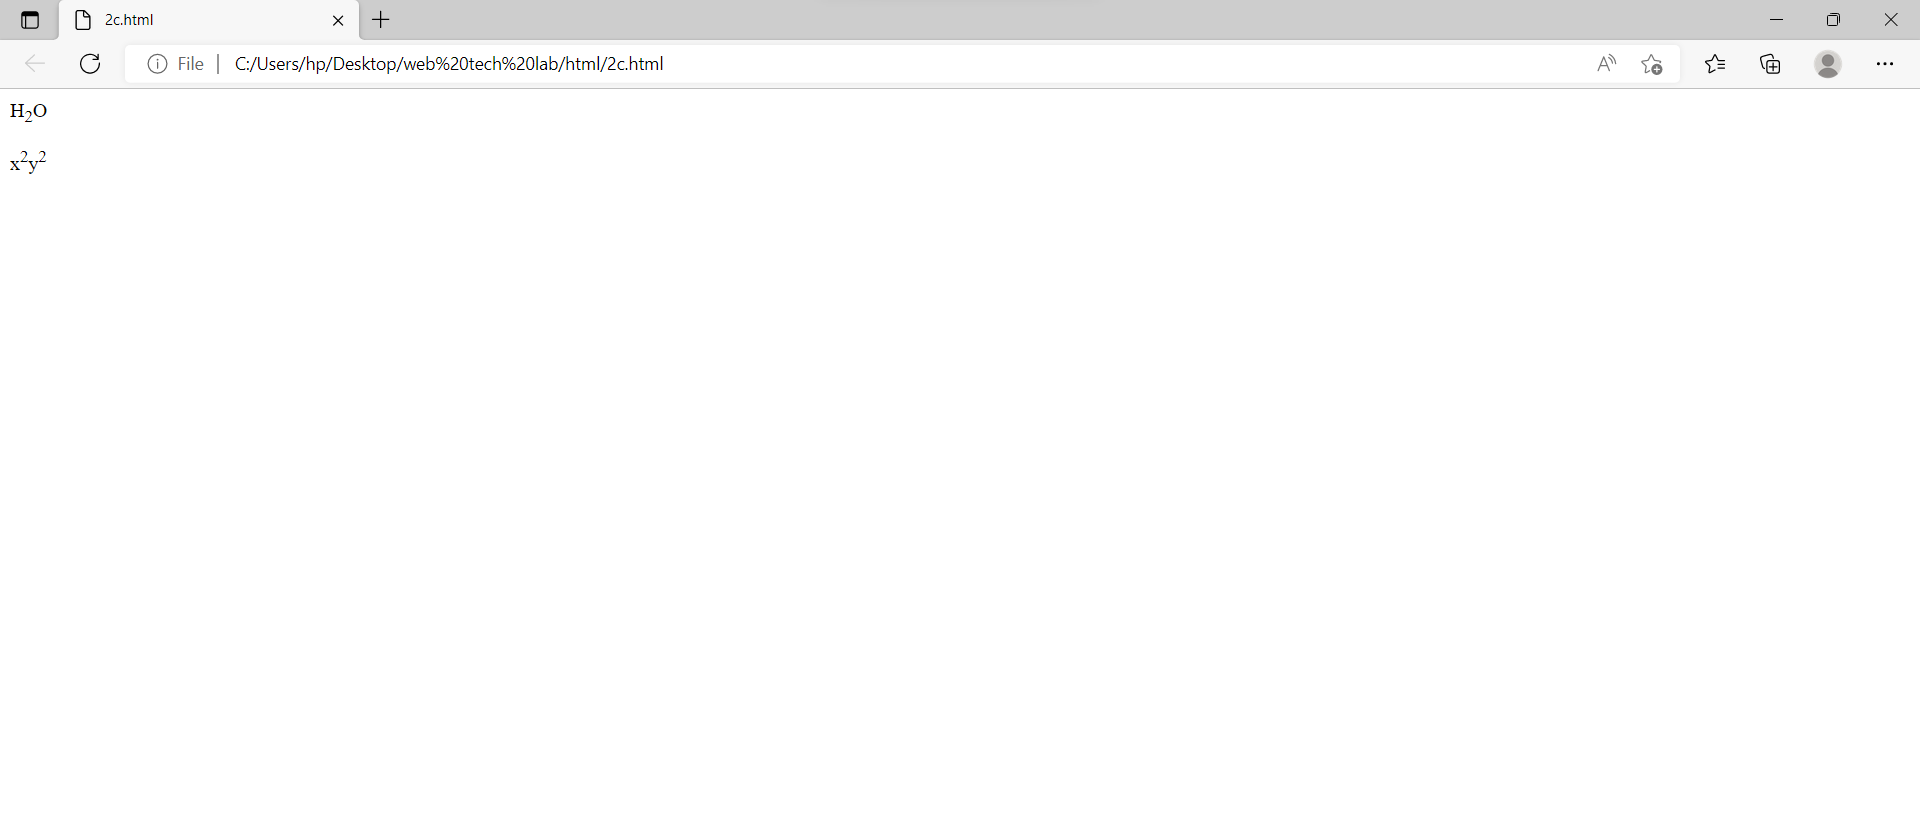 2c.html
File | C:/Users/hp/Desktop/web%20tech%20lab/html/2c.html
H₂O
x²y²